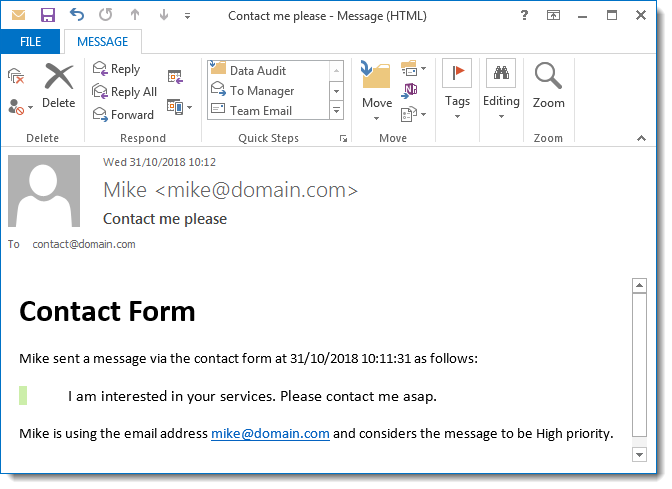 Contact me please - Message (HTML)
?
FILE MESSAGE
Reply
Reply All
Forward
Delete
Data Audit
To Manager
Team Email
Move
Tags
Editing
Zoom
Delete Respond Quick Steps Move Zoom
Wed 31/10/2018 10:12
Mike <mike@domain.com>
Contact me please
To contact@domain.com
Contact Form
Mike sent a message via the contact form at 31/10/2018 10:11:31 as follows:
I am interested in your services. Please contact me asap.
Mike is using the email address mike@domain.com and considers the message to be High priority.